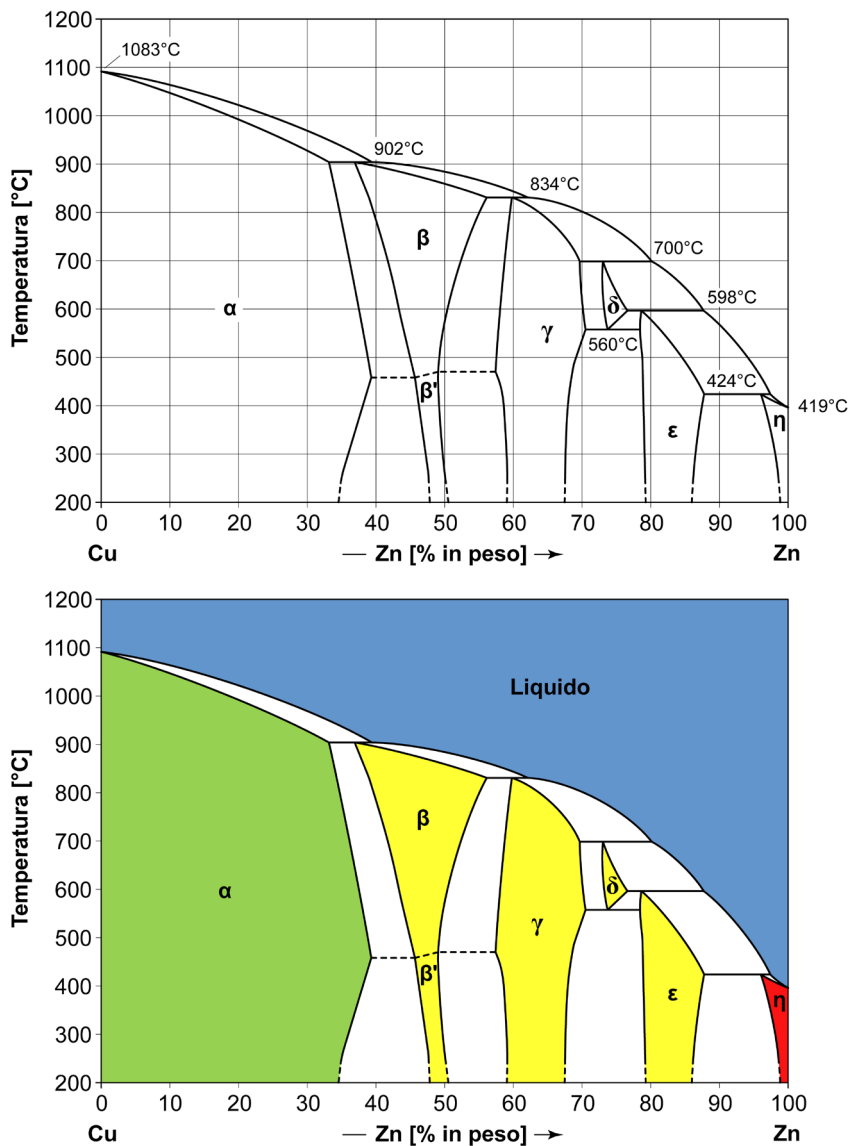 1200
1083°C
1100
1000
902°C
900
834°C
800
β
700°C
700
598°C
600
α
δ
γ
500
560°C
424°C
400
β'
419°C
ε
η
300
200
Temperatura [°C]
0 10 20 30 40 50 60 70 80 90 100
Cu — Zn [% in peso] → Zn
1200
1100
Liquido
1000
900
800
β
700
600
α
δ
γ
500
400
β'
ε
η
300
200
Temperatura [°C]
0 10 20 30 40 50 60 70 80 90 100
Cu — Zn [% in peso] → Zn